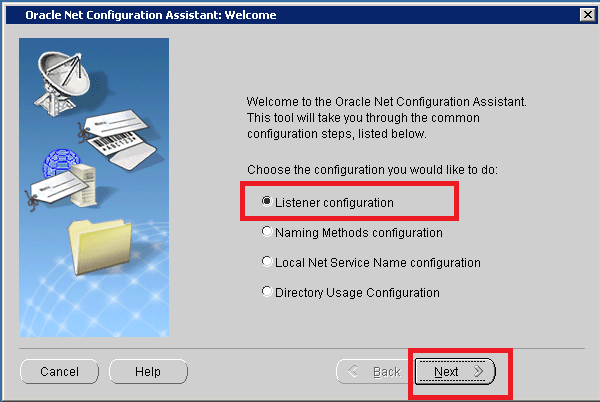 Oracle Net Configuration Assistant: Welcome
Welcome to the Oracle Net Configuration Assistant.
This tool will take you through the common
configuration steps, listed below.
Choose the configuration you would like to do:
Listener configuration
Naming Methods configuration
Local Net Service Name configuration
Directory Usage Configuration
Cancel
Help
Back
Next